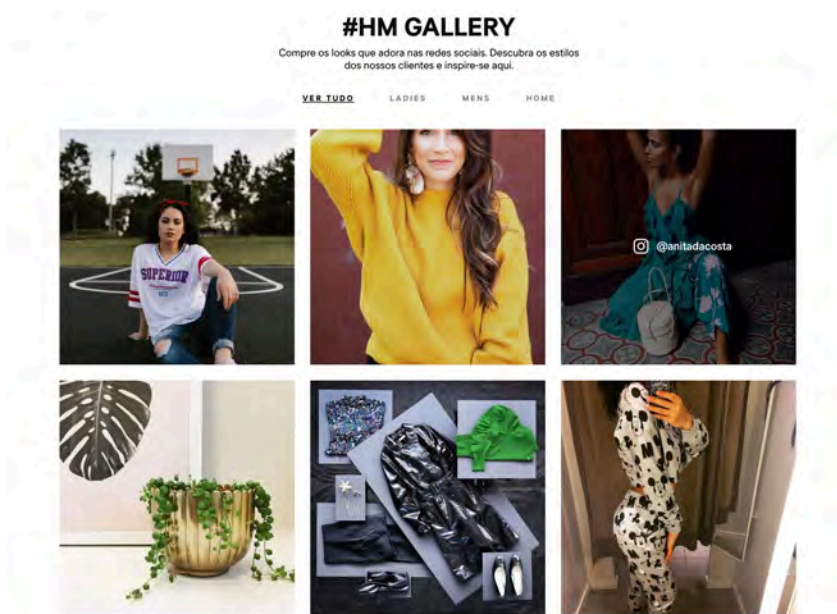 #HM GALLERY
Compre os looks que adora nas redes sociais. Descubra os estilos
dos nossos clientes e inspire-se aqui.
VER TUDO LADIES MENS HOME
SUPERIOR
@anitadacosta